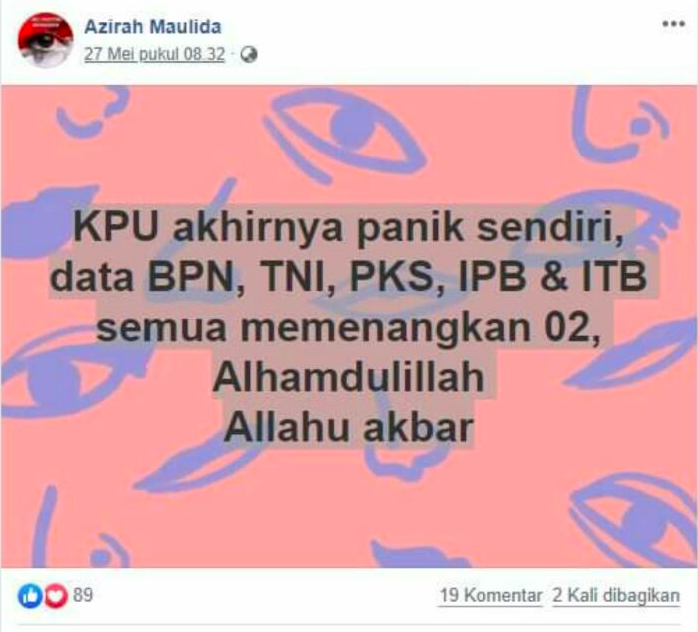 Azirah Maulida
27 Mei pukul 08.32 ·
KPU akhirnya panik sendiri,
data BPN, TNI, PKS, IPB & ITB
semua memenangkan 02,
Alhamdulillah
Allahu akbar
89
19 Komentar 2 Kali dibagikan